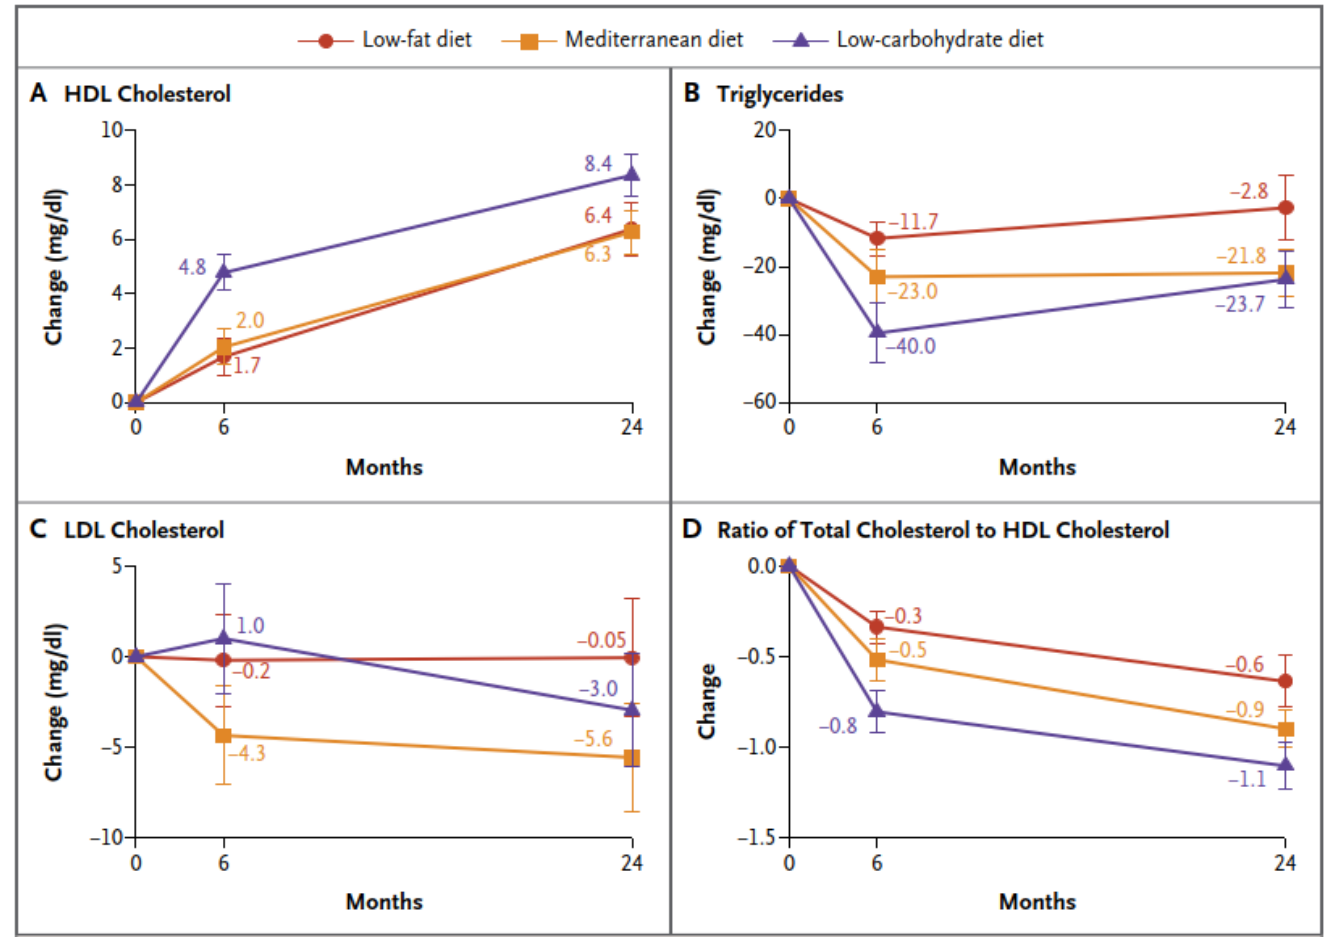 Low-fat diet Mediterranean diet Low-carbohydrate diet
A HDL Cholesterol
10
8
6
4
2
0
Change (mg/dl)
4.8
2.0
1.7
8.4
6.4
6.3
0 6 24
Months
B Triglycerides
20
0
−20
−40
−60
Change (mg/dl)
−11.7
−23.0
−40.0
−2.8
−21.8
−23.7
0 6 24
Months
C LDL Cholesterol
5
0
−5
−10
Change (mg/dl)
1.0
−0.2
−4.3
−0.05
−3.0
−5.6
0 6 24
Months
D Ratio of Total Cholesterol to HDL Cholesterol
0.0
−0.5
−1.0
−1.5
Change
−0.3
−0.5
−0.8
−0.6
−0.9
−1.1
0 6 24
Months